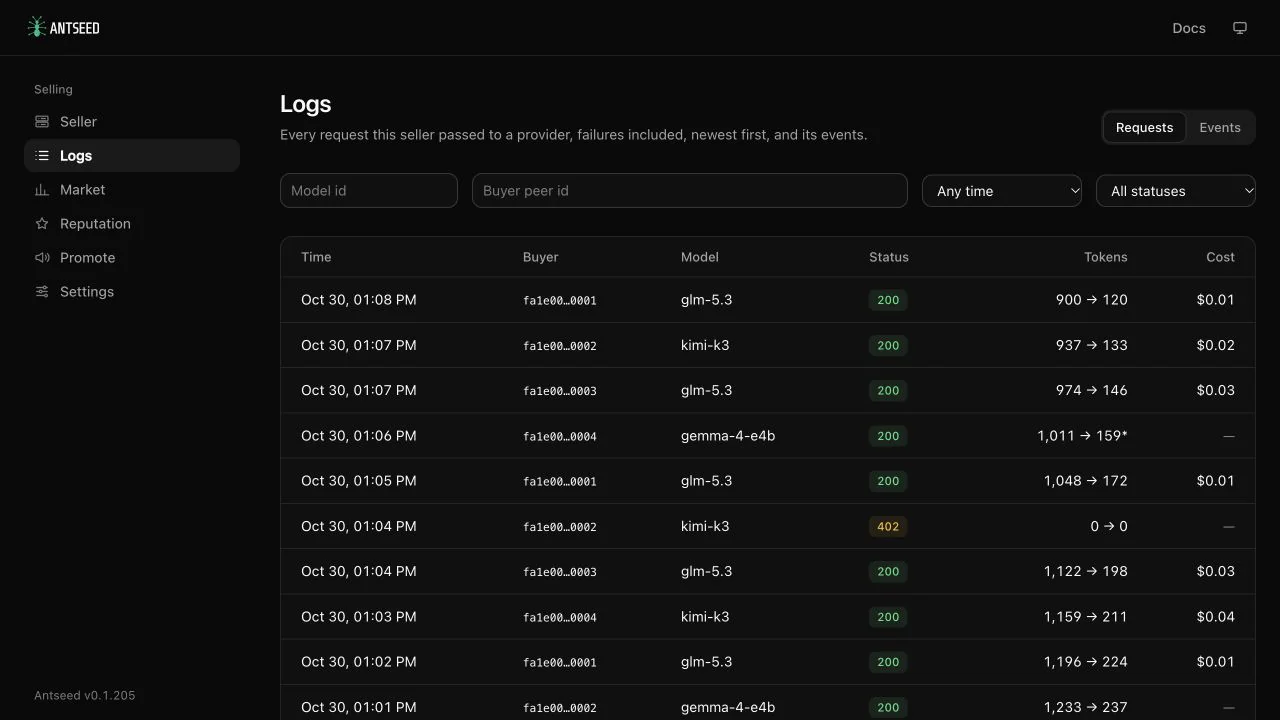 ANTSEED
Docs
Selling
Seller
Logs
Market
Reputation
Promote
Settings
Antseed v0.1.205
Logs
Every request this seller passed to a provider, failures included, newest first, and its events.
Requests Events
Model id Buyer peer id Any time All statuses
Time Buyer Model Status Tokens Cost
Oct 30, 01:08 PM fa1e00…0001 glm-5.3 200 900 → 120 $0.01
Oct 30, 01:07 PM fa1e00…0002 kimi-k3 200 937 → 133 $0.02
Oct 30, 01:07 PM fa1e00…0003 glm-5.3 200 974 → 146 $0.03
Oct 30, 01:06 PM fa1e00…0004 gemma-4-e4b 200 1,011 → 159* —
Oct 30, 01:05 PM fa1e00…0001 glm-5.3 200 1,048 → 172 $0.01
Oct 30, 01:04 PM fa1e00…0002 kimi-k3 402 0 → 0 —
Oct 30, 01:04 PM fa1e00…0003 glm-5.3 200 1,122 → 198 $0.03
Oct 30, 01:03 PM fa1e00…0004 kimi-k3 200 1,159 → 211 $0.04
Oct 30, 01:02 PM fa1e00…0001 glm-5.3 200 1,196 → 224 $0.01
Oct 30, 01:01 PM fa1e00…0002 gemma-4-e4b 200 1,233 → 237 —